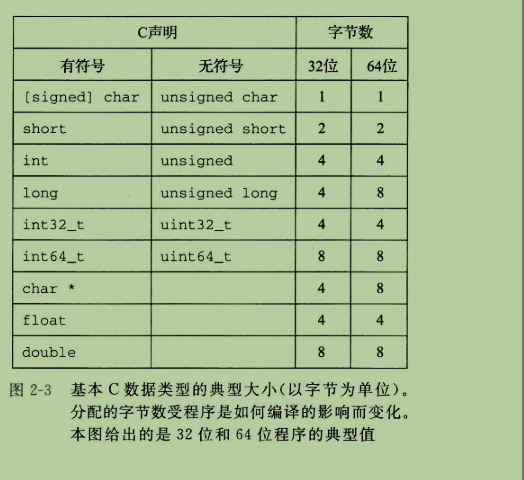 C声明 字节数
有符号 无符号 32位 64位
[signed] char unsigned char 1 1
short unsigned short 2 2
int unsigned 4 4
long unsigned long 4 8
int32_t uint32_t 4 4
int64_t uint64_t 8 8
char * 4 8
float 4 4
double 8 8
图 2-3 基本 C 数据类型的典型大小(以字节为单位)。
分配的字节数受程序是如何编译的影响而变化。
本图给出的是 32 位和 64 位程序的典型值